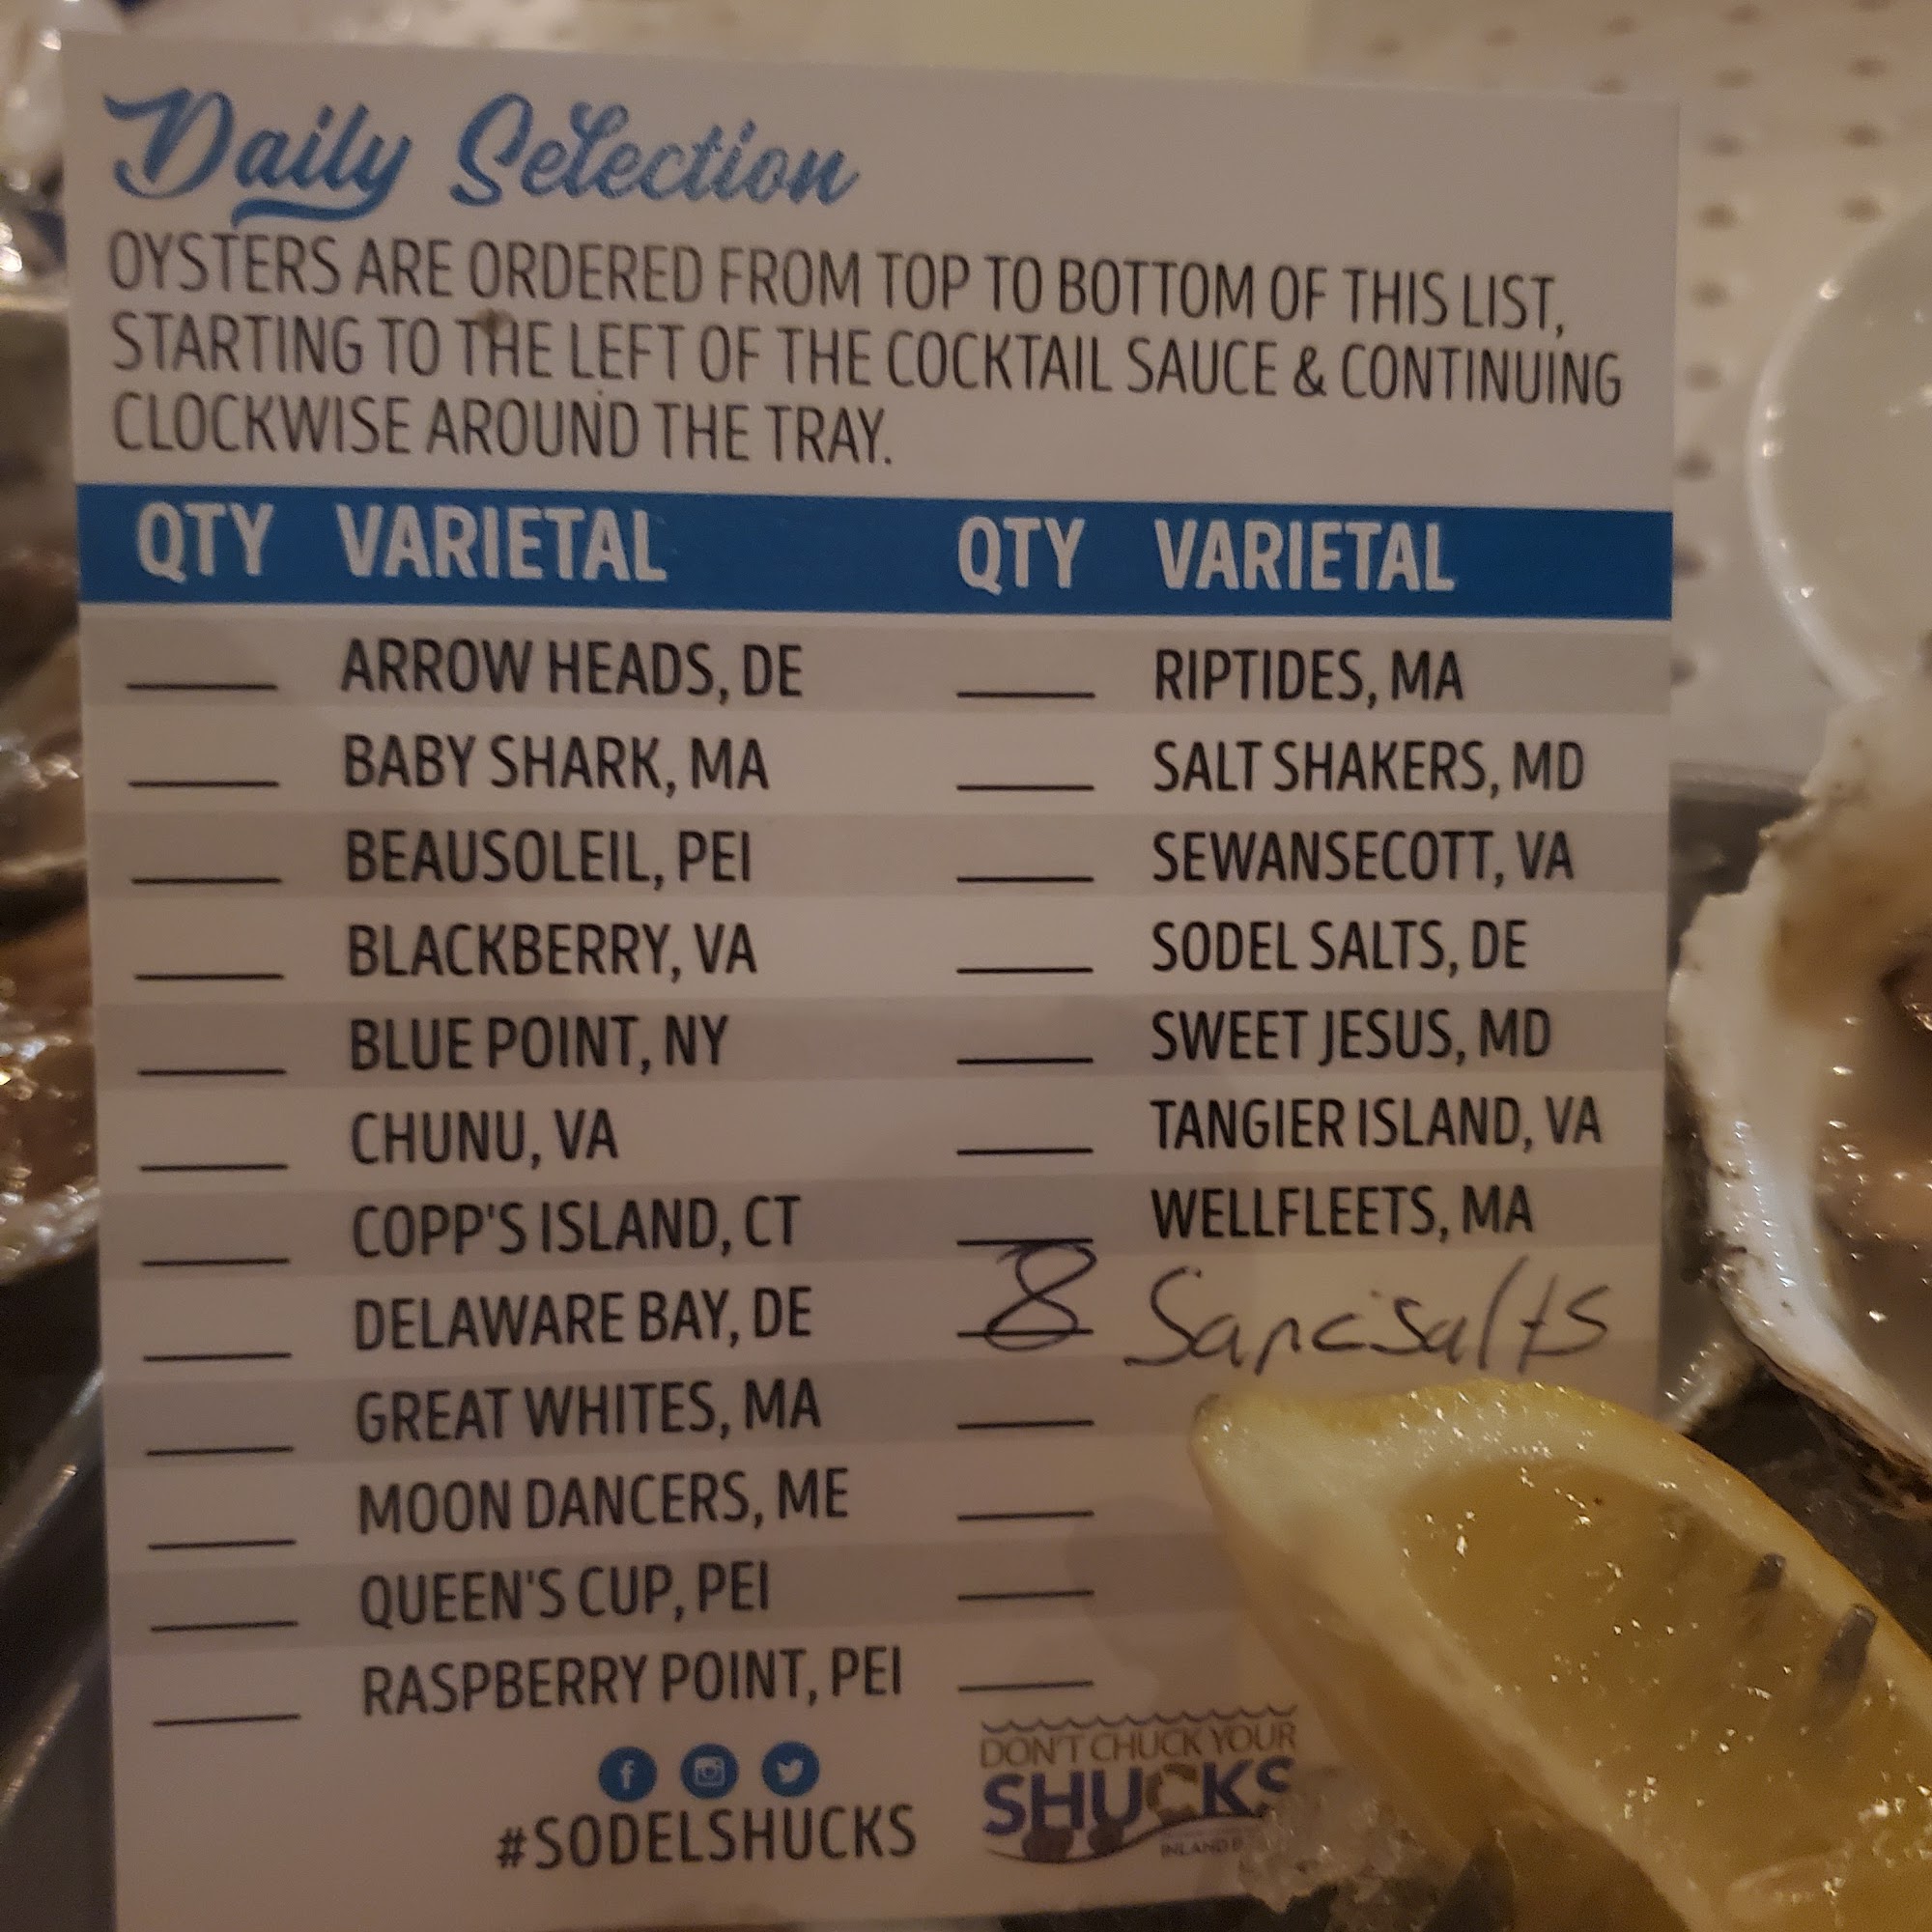 Daily Selection
OYSTERS ARE ORDERED FROM TOP TO BOTTOM OF THIS LIST,
STARTING TO THE LEFT OF THE COCKTAIL SAUCE & CONTINUING
CLOCKWISE AROUND THE TRAY.
QTY VARIETAL QTY VARIETAL
ARROW HEADS, DE
BABY SHARK, MA
BEAUSOLEIL, PEI
BLACKBERRY, VA
BLUE POINT, NY
CHUNU, VA
COPP'S ISLAND, CT
DELAWARE BAY, DE
GREAT WHITES, MA
MOON DANCERS, ME
QUEEN'S CUP, PEI
RASPBERRY POINT, PEI
RIPTIDES, MA
SALT SHAKERS, MD
SEWANSECOTT, VA
SODEL SALTS, DE
SWEET JESUS, MD
TANGIER ISLAND, VA
WELLFLEETS, MA
8
#SODELSHUCKS
DON'T CHUCK YOUR
SHUCKS
INLAND